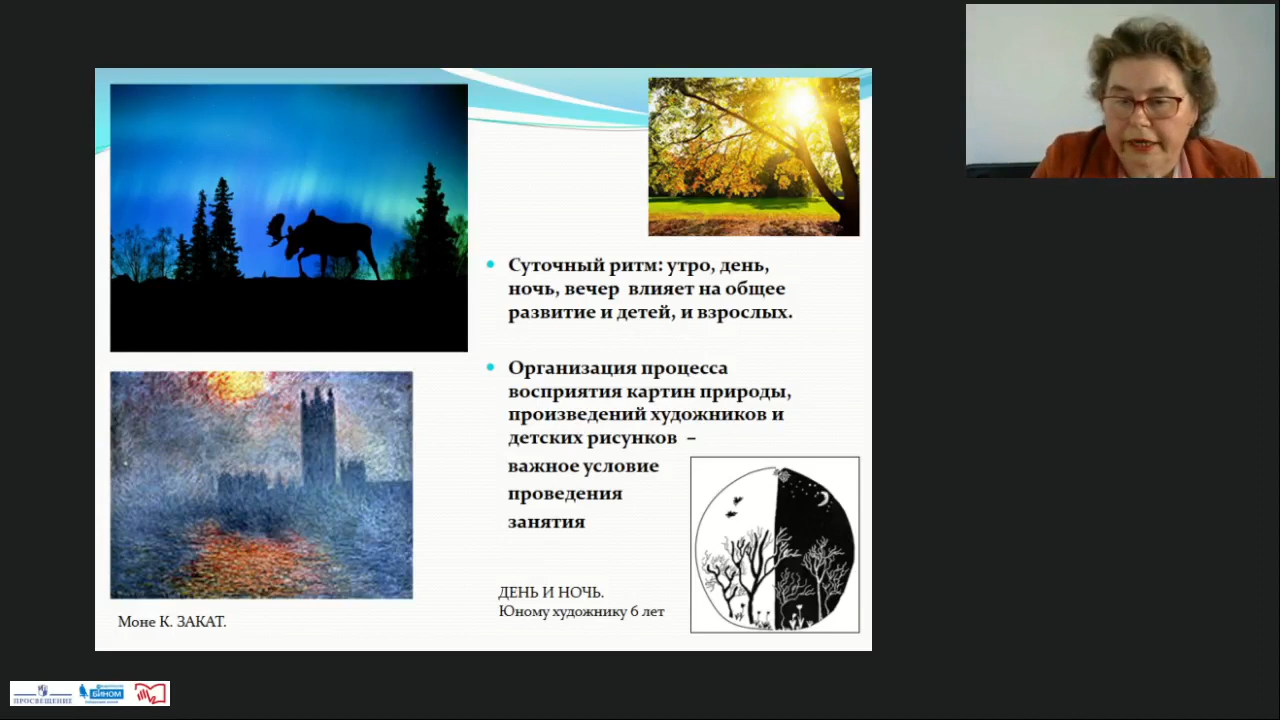 Суточный ритм: утро, день,
ночь, вечер влияет на общее
развитие и детей, и взрослых.
Организация процесса
восприятия картин природы,
произведений художников и
детских рисунков –
важное условие
проведения
занятия
ДЕНЬ И НОЧЬ.
Юному художнику 6 лет
Моне К. ЗАКАТ.
ПРОСВЕЩЕНИЕ
БИНОМ